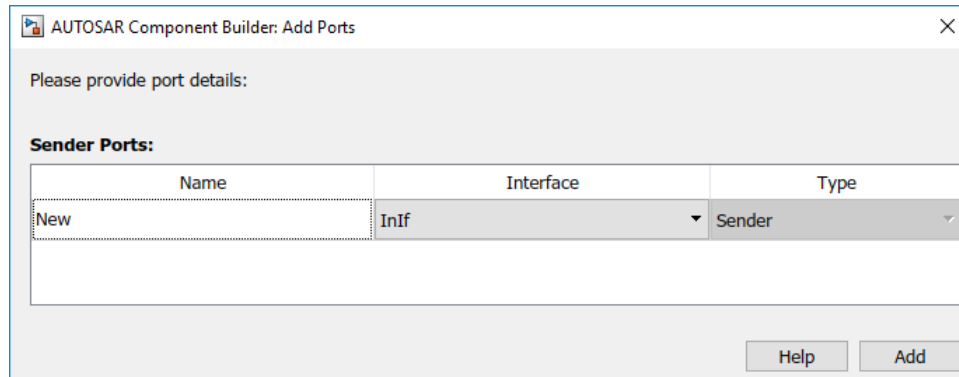 AUTOSAR Component Builder: Add Ports
Please provide port details:
Sender Ports:
Name Interface Type
New InIf Sender
Help Add